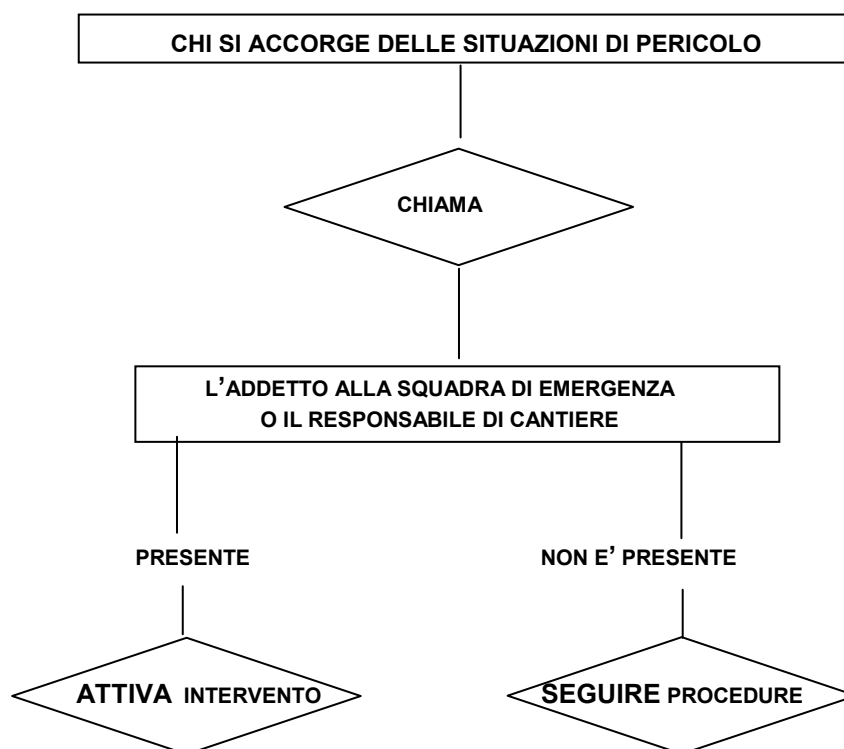 CHI SI ACCORGE DELLE SITUAZIONI DI PERICOLO
CHIAMA
L'ADDETTO ALLA SQUADRA DI EMERGENZA
O IL RESPONSABILE DI CANTIERE
PRESENTE
NON E' PRESENTE
ATTIVA INTERVENTO
SEGUIRE PROCEDURE